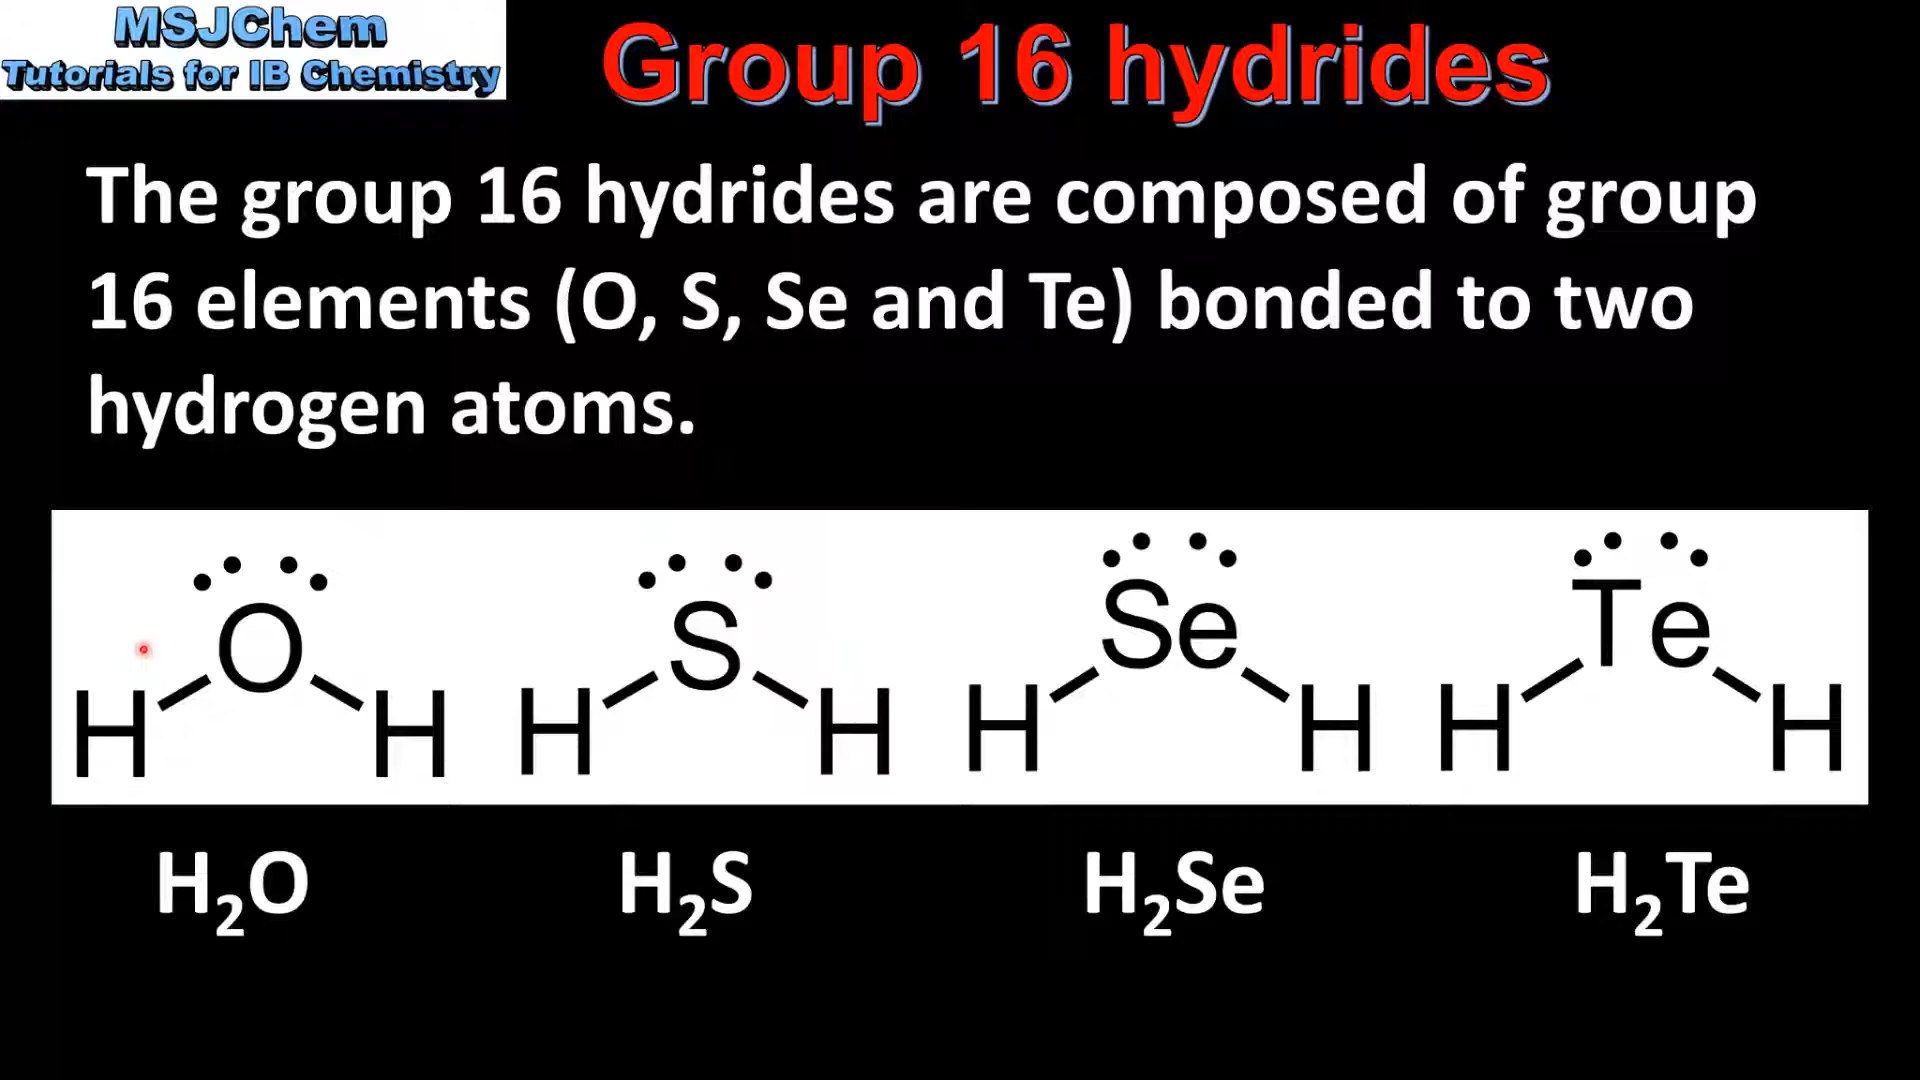 MSJChem
Tutorials for IB Chemistry
Group 16 hydrides
The group 16 hydrides are composed of group
16 elements (O, S, Se and Te) bonded to two
hydrogen atoms.
O S Se Te
H H H H H H H H
H₂O H₂S H₂Se H₂Te